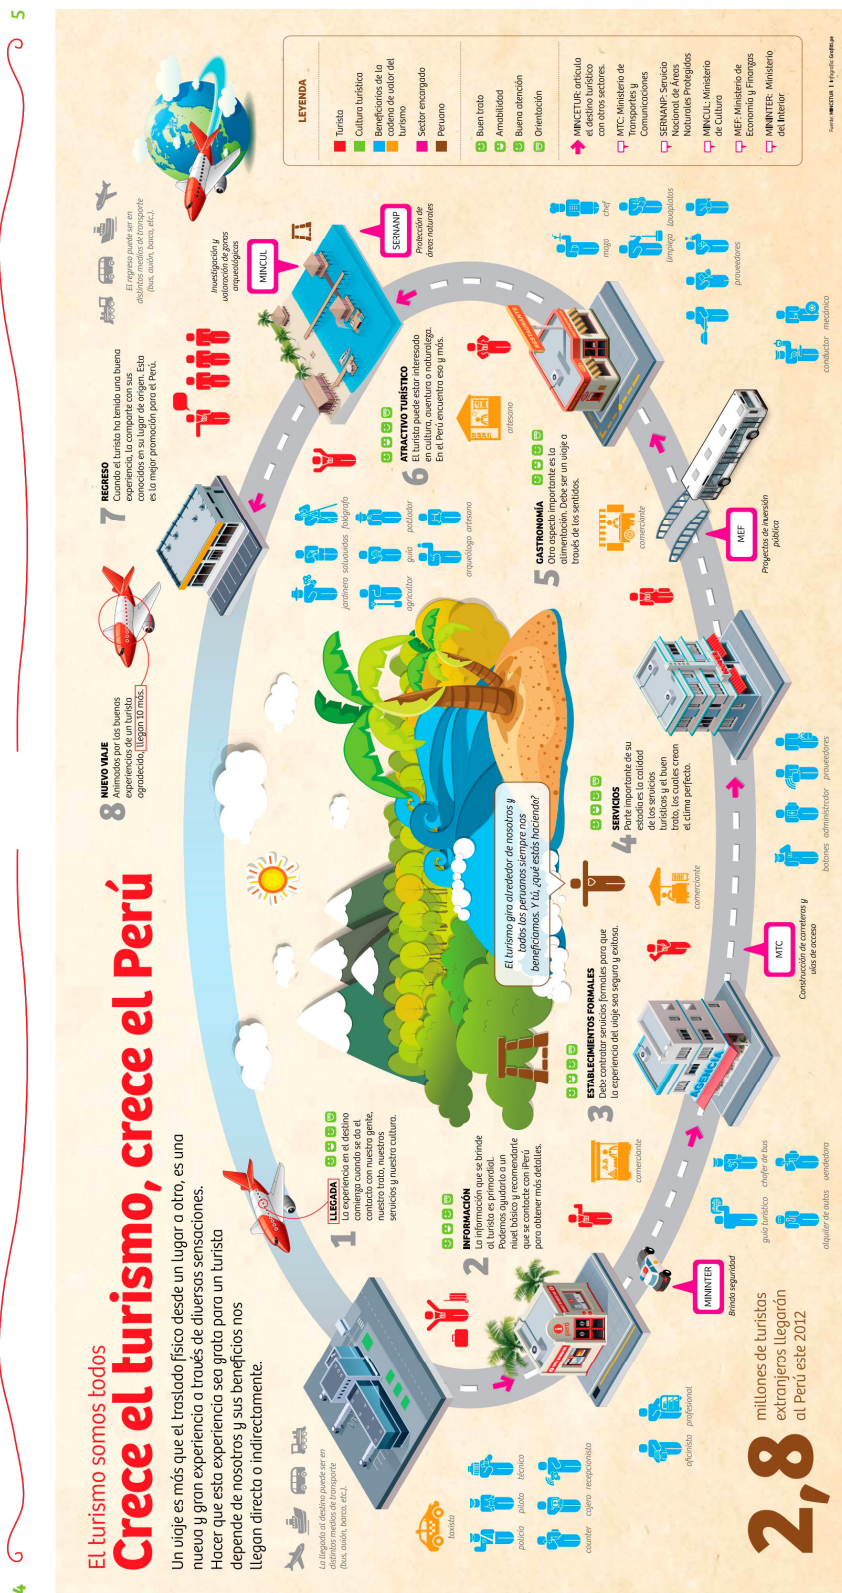 4
5
El turismo somos todos
Crece el turismo, crece el Perú
Un viaje es más que el traslado físico desde un lugar a otro, es una
nueva y gran experiencia a través de diversas sensaciones.
Hacer que esta experiencia sea grata para un turista
depende de nosotros y sus beneficios nos
llegan directa o indirectamente.
La llegada al destino puede ser en
distintos medios de transporte
(bus, avión, barco, etc.).
1
LLEGADA
La experiencia en el destino
comienza cuando se da el
contacto con nuestra gente,
nuestro trato, nuestros
servicios y nuestra cultura.
taxista
policía
piloto
técnico
counter
cajero
recepcionista
2
INFORMACIÓN
La información que se brinde
al turista es primordial.
Podemos ayudarlo a un
nivel básico y recomendarle
que se contacte con iPerú
para obtener más detalles.
perú
oficinista
profesional
MININTER
Brinda seguridad
3
ESTABLECIMIENTOS FORMALES
Debe contratar servicios formales para que
la experiencia del viaje sea segura y exitosa.
comerciante
AGENCIA
guía turístico
chofer de bus
alquiler de autos
vendedora
MTC
Construcción de carreteras y
vías de acceso
El turismo gira alrededor de nosotros y
todos los peruanos siempre nos
beneficiamos. Y tú, ¿qué estás haciendo?
4
SERVICIOS
Parte importante de su
estadía es la calidad
de los servicios
turísticos y el buen
trato, los cuales crean
el clima perfecto.
comerciante
botones
administrador
proveedores
MEF
Proyectos de inversión
pública
5
GASTRONOMÍA
Otro aspecto importante es la
alimentación. Debe ser un viaje a
través de los sentidos.
comerciante
RESTAURANTE
conductor
mecánico
mozo
chef
limpieza
lavaplatos
proveedores
6
ATRACTIVO TURÍSTICO
El turista puede estar interesado
en cultura, aventura o naturaleza.
En el Perú encuentra eso y más.
artesano
jardinero
salvavidas
fotógrafo
agricultor
guía
poblador
arqueólogo
artesano
MINCUL
Investigación y
valoración de zonas
arqueológicas
SERNANP
Protección de
áreas naturales
7
REGRESO
Cuando el turista ha tenido una buena
experiencia, la comparte con sus
conocidos en su lugar de origen. Esta
es la mejor promoción para el Perú.
El regreso puede ser en
distintos medios de transporte
(bus, avión, barco, etc.).
8
NUEVO VIAJE
Animados por las buenas
experiencias de un turista
agradecido, llegan 10 más.
2,8
millones de turistas
extranjeros llegarán
al Perú este 2012
LEYENDA
Turista
Cultura turística
Beneficiarios de la
cadena de valor del
turismo
Sector encargado
Peruano
Buen trato
Amabilidad
Buena atención
Orientación
MINCETUR: articula
el destino turístico
con otros sectores.
MTC: Ministerio de
Transportes y
Comunicaciones
SERNANP: Servicio
Nacional de Áreas
Naturales Protegidas
MINCUL: Ministerio
de Cultura
MEF: Ministerio de
Economía y Finanzas
MININTER: Ministerio
del Interior
Fuente: MINCETUR | Infografía: Grafitti.pe